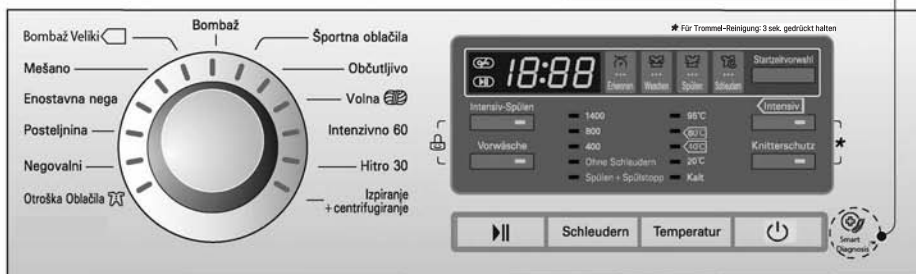 Bombaž
Bombaž Veliki
Mešano
Enostavna nega
Posteljnina
Negovalni
Otroška Oblačila
Športna oblačila
Občutljivo
Volna
Intenzivno 60
Hitro 30
Izpiranje
+centrifugiranje
* Für Trommel-Reinigung: 3 sek. gedrückt halten
18:88
Erkennen Waschen Spülen Schleudern
Startzeitvorwahl
Intensiv-Spülen
Vorwäsche
1400
800
400
Ohne Schleudern
Spülen+Spülstopp
95°C
60°C
40°C
20°C
Kalt
Intensiv
Knitterschutz
*
Schleudern
Temperatur
Smart
Diagnosis